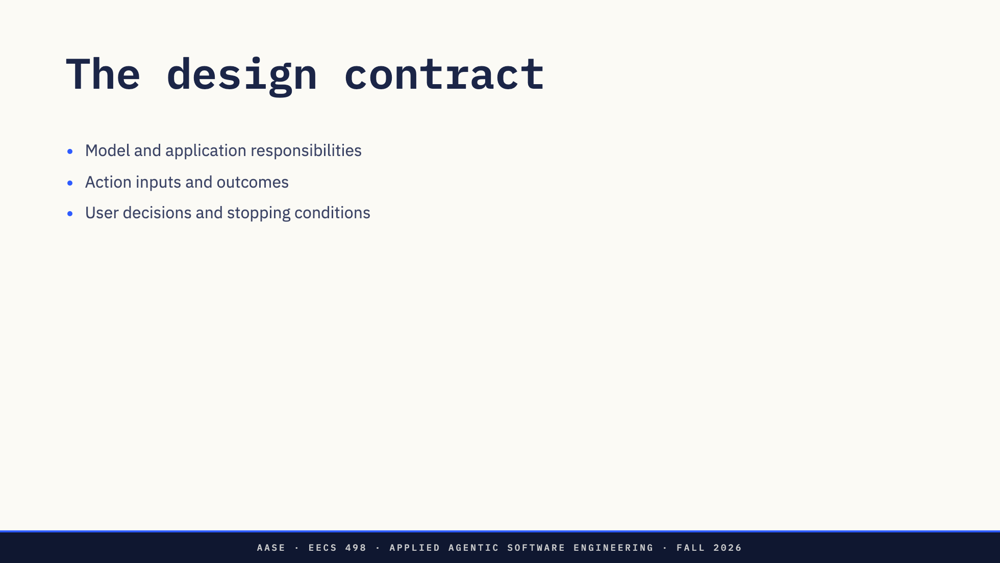 The design contract
• Model and application responsibilities
• Action inputs and outcomes
• User decisions and stopping conditions
AASE · EECS 498 · APPLIED AGENTIC SOFTWARE ENGINEERING · FALL 2026